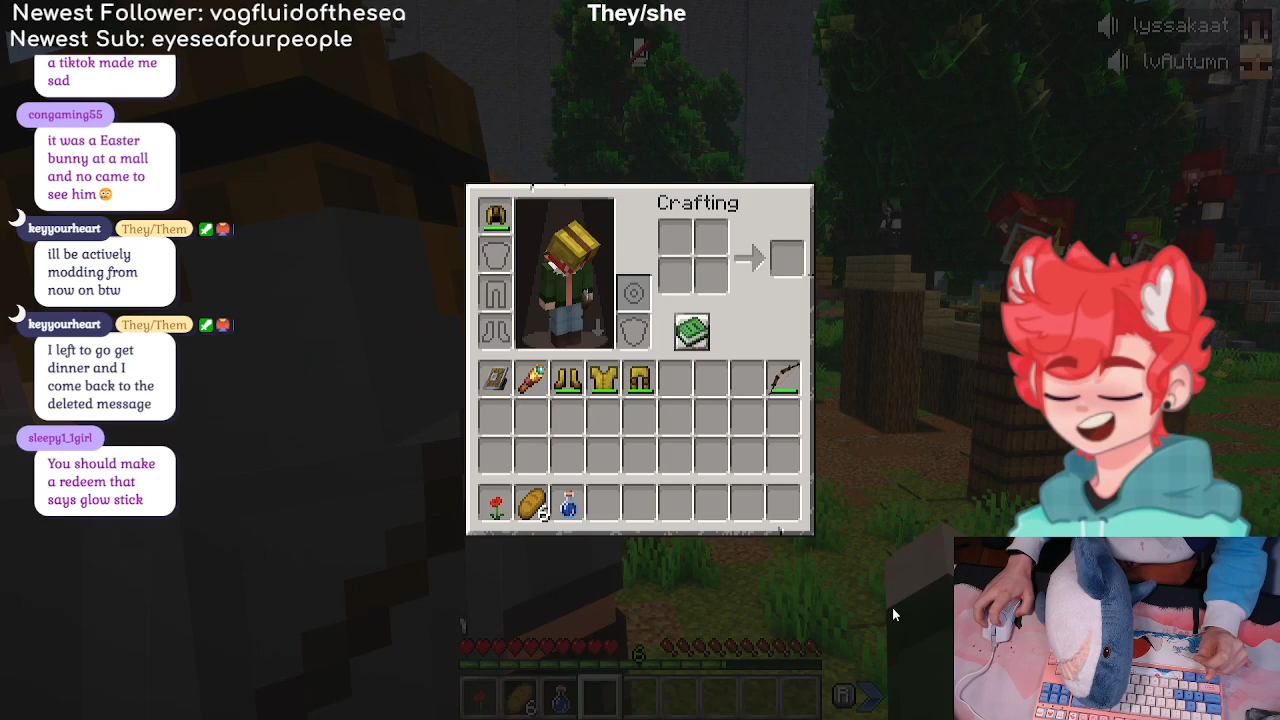 Newest Follower: vagfluidofthesea
Newest Sub: eyeseafourpeople
They/she
lyssakaat
lvAutumn
a tiktok made me
sad
congaming55
it was a Easter
bunny at a mall
and no came to
see him
keyyourheart They/Them
ill be actively
modding from
now on btw
keyyourheart They/Them
I left to go get
dinner and I
come back to the
deleted message
sleepy1_1girl
You should make
a redeem that
says glow stick
Crafting
6
6
R